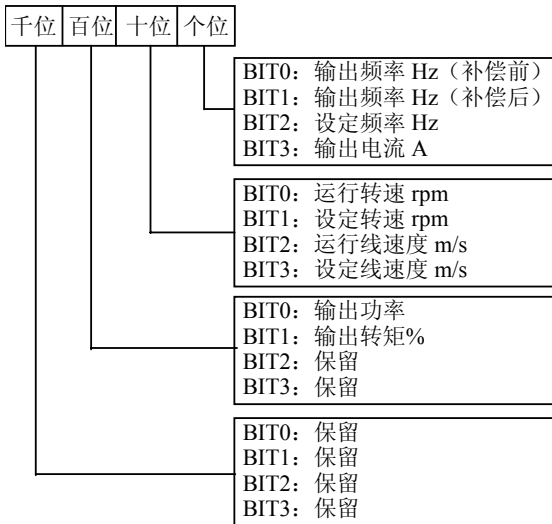 千位 百位 十位 个位
BIT0：输出频率 Hz（补偿前）
BIT1：输出频率 Hz（补偿后）
BIT2：设定频率 Hz
BIT3：输出电流 A
BIT0：运行转速 rpm
BIT1：设定转速 rpm
BIT2：运行线速度 m/s
BIT3：设定线速度 m/s
BIT0：输出功率
BIT1：输出转矩%
BIT2：保留
BIT3：保留
BIT0：保留
BIT1：保留
BIT2：保留
BIT3：保留